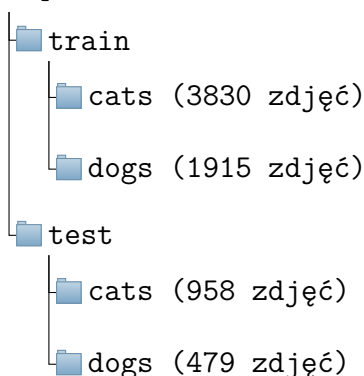 train
cats (3830 zdjęć)
dogs (1915 zdjęć)
test
cats (958 zdjęć)
dogs (479 zdjęć)